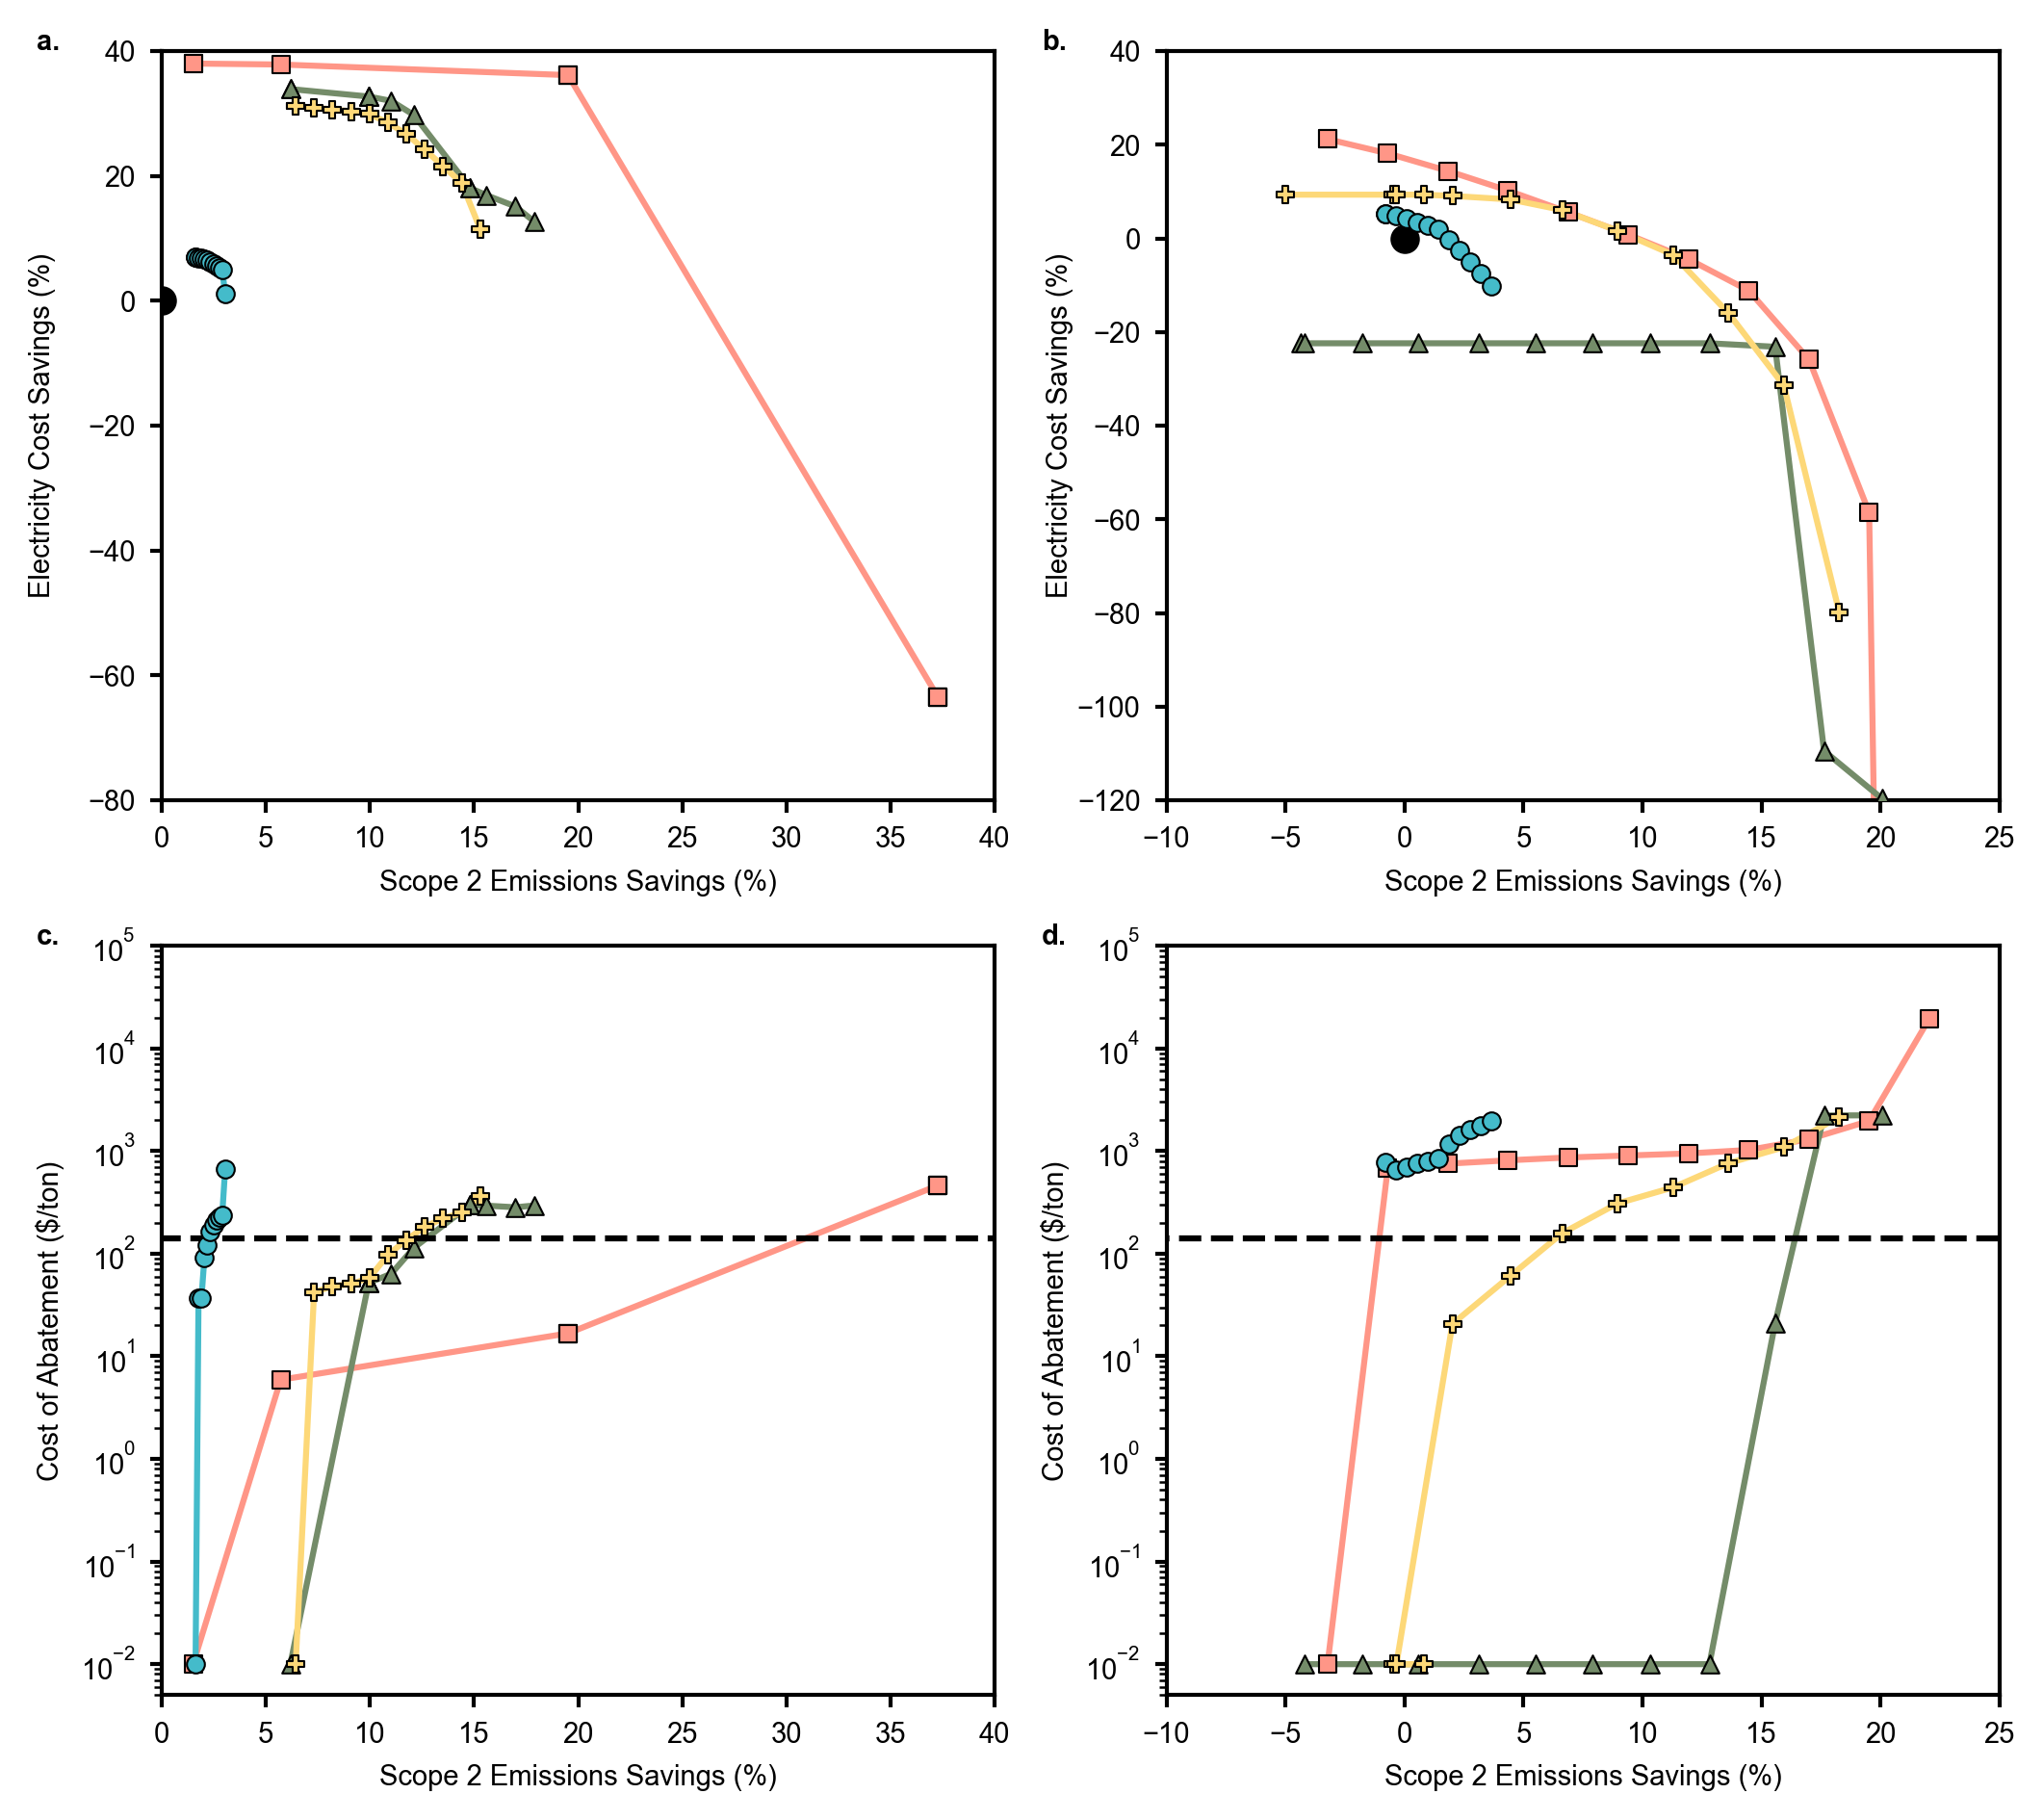 a.
40
20
0
−20
−40
−60
−80
Electricity Cost Savings (%)
0 5 10 15 20 25 30 35 40
Scope 2 Emissions Savings (%)
b.
40
20
0
−20
−40
−60
−80
−100
−120
Electricity Cost Savings (%)
−10 −5 0 5 10 15 20 25
Scope 2 Emissions Savings (%)
c.
10^5
10^4
10^3
10^2
10^1
10^0
10^−1
10^−2
Cost of Abatement ($/ton)
0 5 10 15 20 25 30 35 40
Scope 2 Emissions Savings (%)
d.
10^5
10^4
10^3
10^2
10^1
10^0
10^−1
10^−2
Cost of Abatement ($/ton)
−10 −5 0 5 10 15 20 25
Scope 2 Emissions Savings (%)